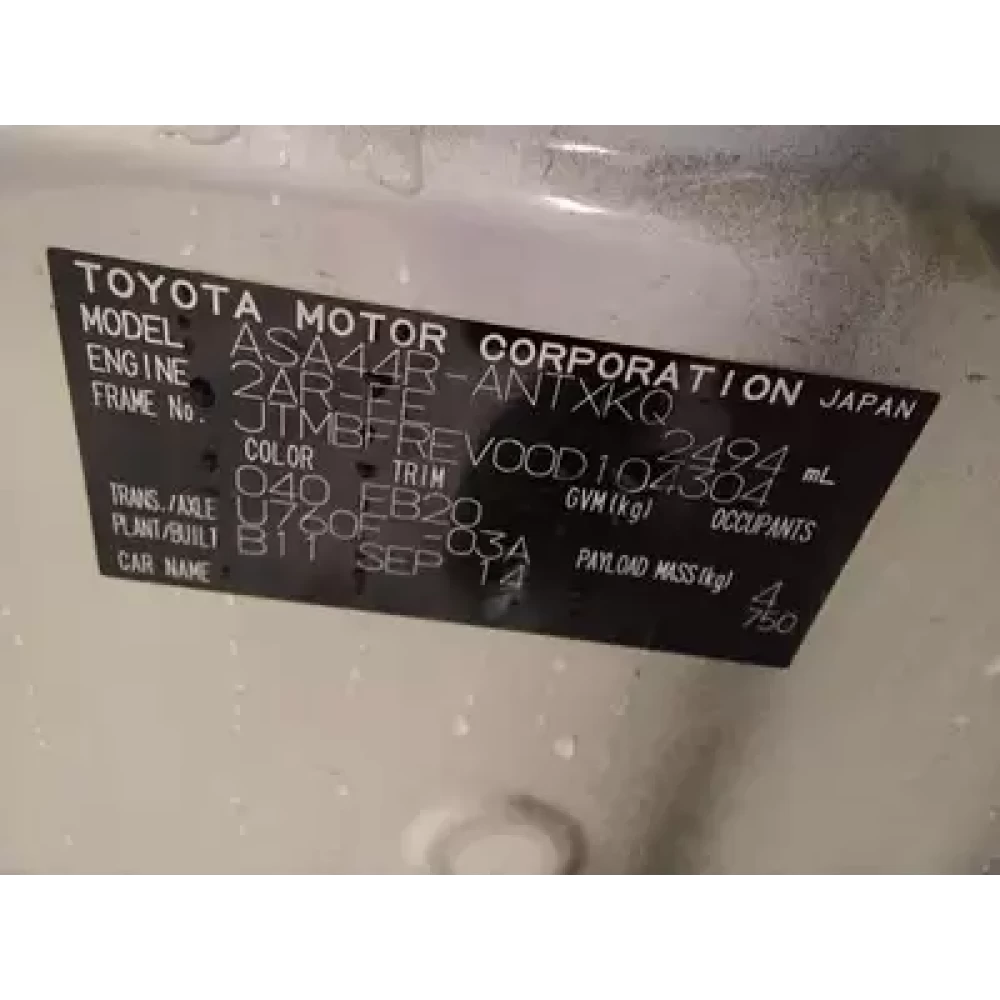 TOYOTA MOTOR CORPORATION JAPAN
MODEL ASA44R-ANTXKQ
ENGINE 2AR-FE 2494 mL
FRAME No. JTMBFREV00D104304
COLOR TRIM GVM(kg) OCCUPANTS
040 FB20
TRANS./AXLE U760F -03A PAYLOAD MASS(kg) 4
PLANT/BUILT B11 SEP 14 750
CAR NAME